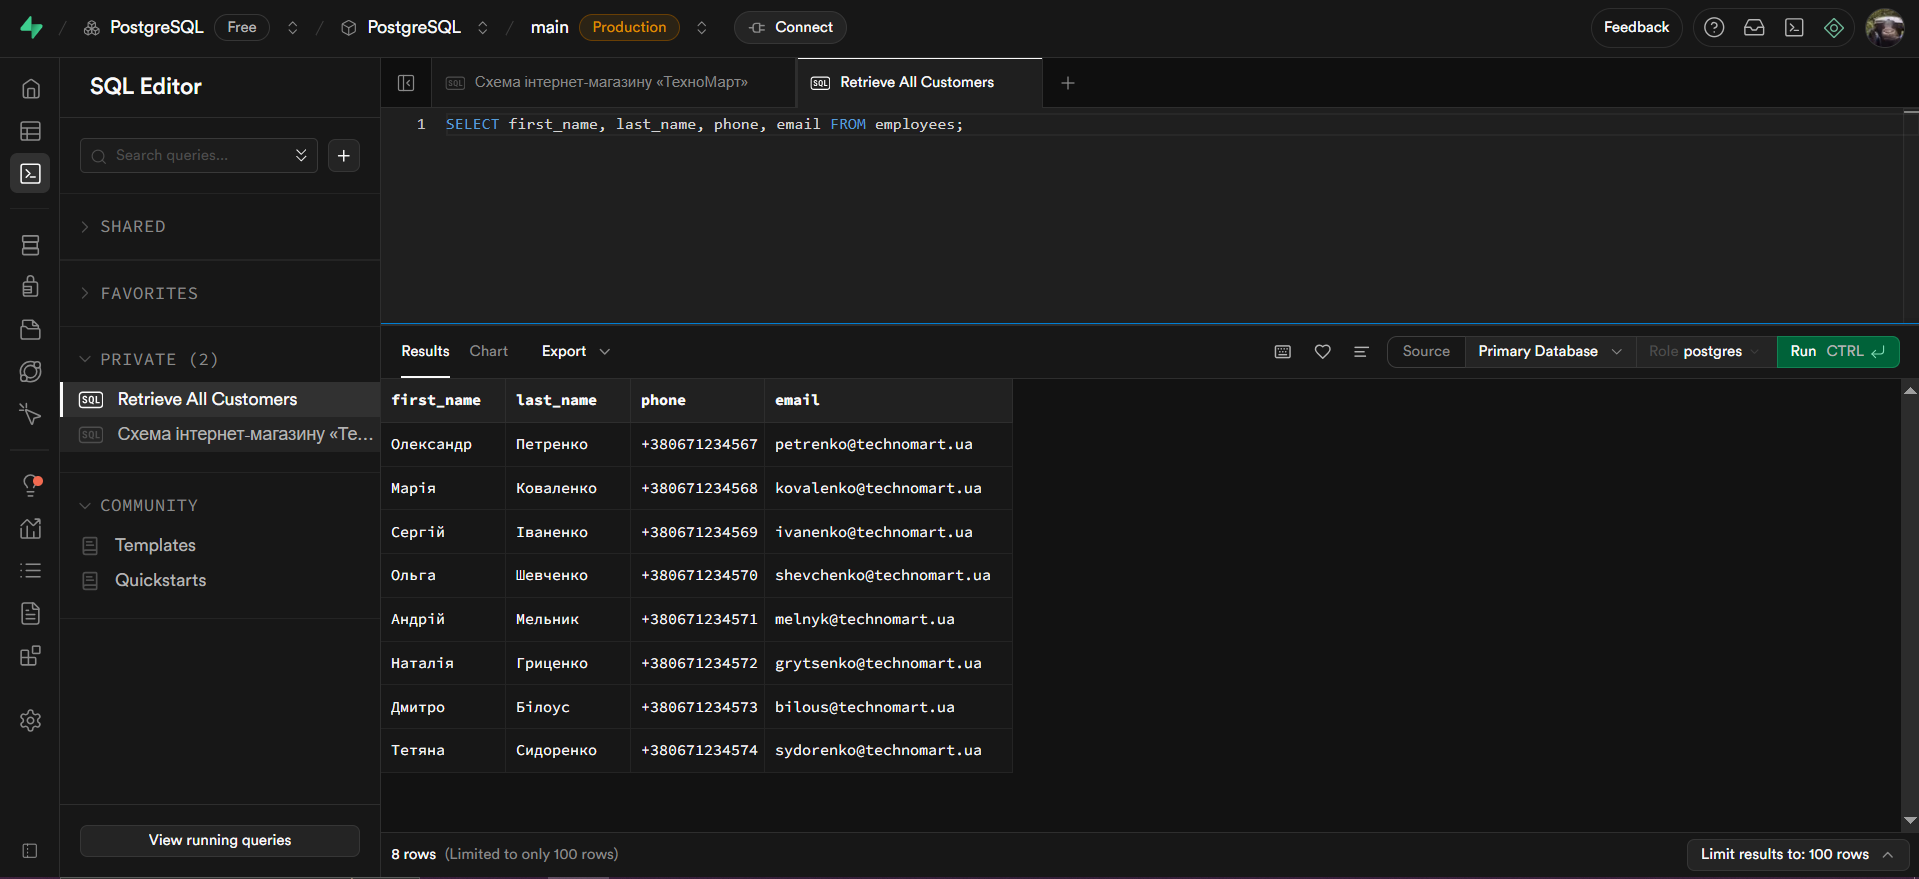 PostgreSQL Free PostgreSQL main Production Connect Feedback
SQL Editor
Search queries...
SHARED
FAVORITES
PRIVATE (2)
SQL Retrieve All Customers
SQL Схема інтернет-магазину «Те...
COMMUNITY
Templates
Quickstarts
View running queries
SQL Схема інтернет-магазину «ТехноМарт» SQL Retrieve All Customers
1 SELECT first_name, last_name, phone, email FROM employees;
Results Chart Export Source Primary Database Role postgres Run CTRL
first_name last_name phone email
Олександр Петренко +380671234567 petrenko@technomart.ua
Марія Коваленко +380671234568 kovalenko@technomart.ua
Сергій Іваненко +380671234569 ivanenko@technomart.ua
Ольга Шевченко +380671234570 shevchenko@technomart.ua
Андрій Мельник +380671234571 melnyk@technomart.ua
Наталія Гриценко +380671234572 grytsenko@technomart.ua
Дмитро Білоус +380671234573 bilous@technomart.ua
Тетяна Сидоренко +380671234574 sydorenko@technomart.ua
8 rows (Limited to only 100 rows) Limit results to: 100 rows